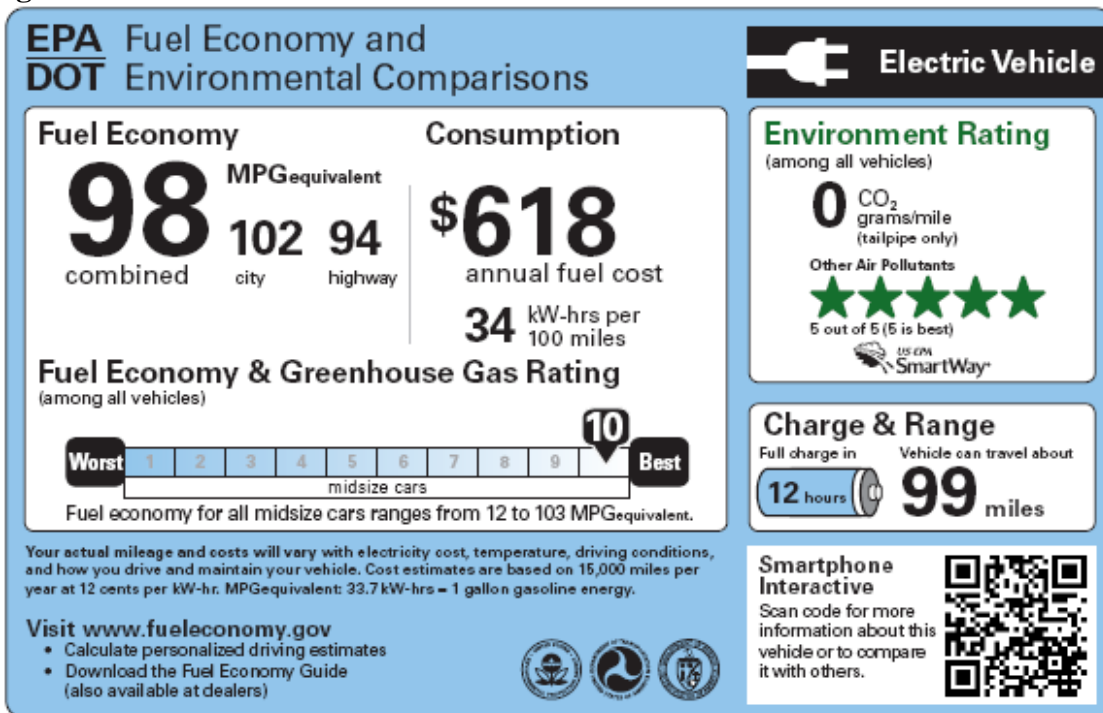 EPA
DOT
Fuel Economy and
Environmental Comparisons
Electric Vehicle
Fuel Economy
98
combined
MPGequivalent
102
city
94
highway
Consumption
$618
annual fuel cost
34 kW-hrs per
100 miles
Fuel Economy & Greenhouse Gas Rating
(among all vehicles)
10
Worst 1 2 3 4 5 6 7 8 9 Best
midsize cars
Fuel economy for all midsize cars ranges from 12 to 103 MPGequivalent.
Environment Rating
(among all vehicles)
0 CO2
grams/mile
(tailpipe only)
Other Air Pollutants
5 out of 5 (5 is best)
US EPA
SmartWay
Charge & Range
Full charge in
12 hours
Vehicle can travel about
99 miles
Your actual mileage and costs will vary with electricity cost, temperature, driving conditions,
and how you drive and maintain your vehicle. Cost estimates are based on 15,000 miles per
year at 12 cents per kW-hr. MPGequivalent: 33.7 kW-hrs = 1 gallon gasoline energy.
Visit www.fueleconomy.gov
• Calculate personalized driving estimates
• Download the Fuel Economy Guide
(also available at dealers)
Smartphone
Interactive
Scan code for more
information about this
vehicle or to compare
it with others.